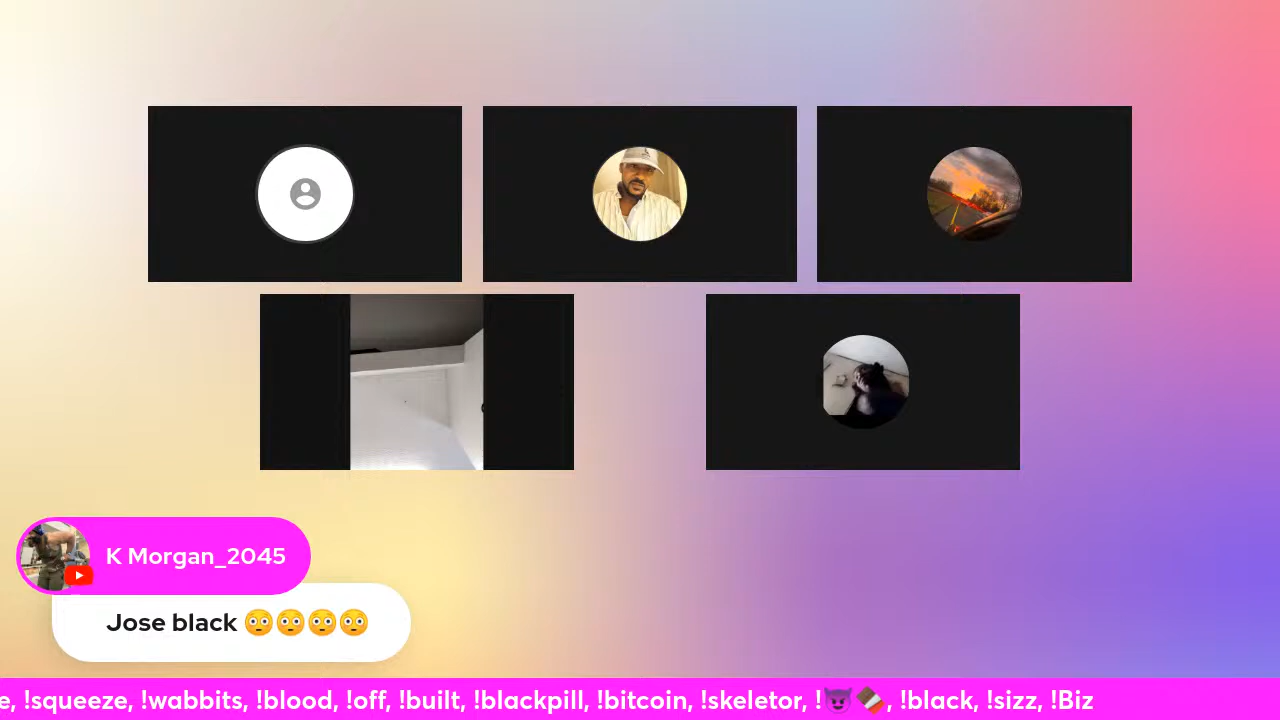 K Morgan_2045
Jose black 😳😳😳😳
e, !squeeze, !wabbits, !blood, !off, !built, !blackpill, !bitcoin, !skeletor, !😈🍫, !black, !sizz, !Biz